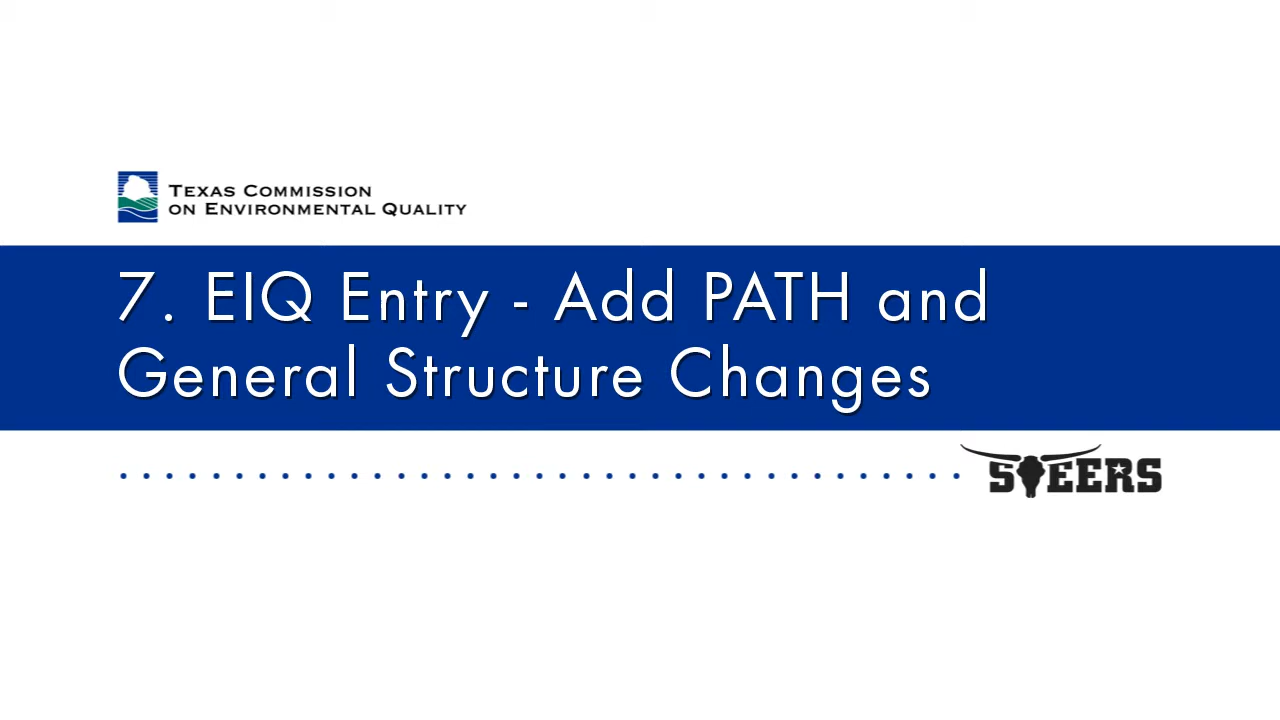 Texas Commission
on Environmental Quality
7. EIQ Entry - Add PATH and
General Structure Changes
STEERS